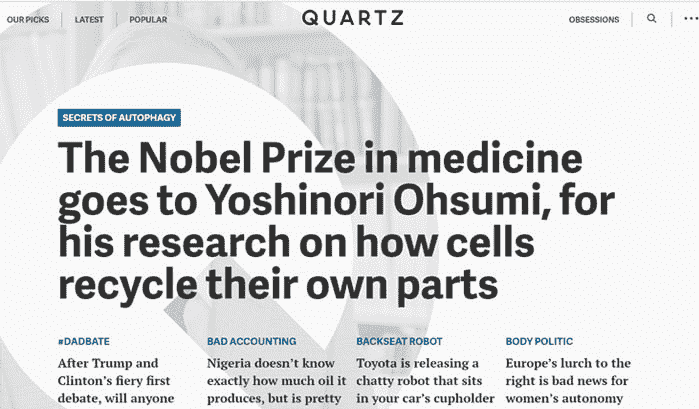 OUR PICKS LATEST POPULAR QUARTZ OBSESSIONS
SECRETS OF AUTOPHAGY
The Nobel Prize in medicine
goes to Yoshinori Ohsumi, for
his research on how cells
recycle their own parts
#DADBATE
After Trump and
Clinton's fiery first
debate, will anyone
BAD ACCOUNTING
Nigeria doesn't know
exactly how much oil it
produces, but is pretty
BACKSEAT ROBOT
Toyota is releasing a
chatty robot that sits
in your car's cupholder
BODY POLITIC
Europe's lurch to the
right is bad news for
women's autonomy